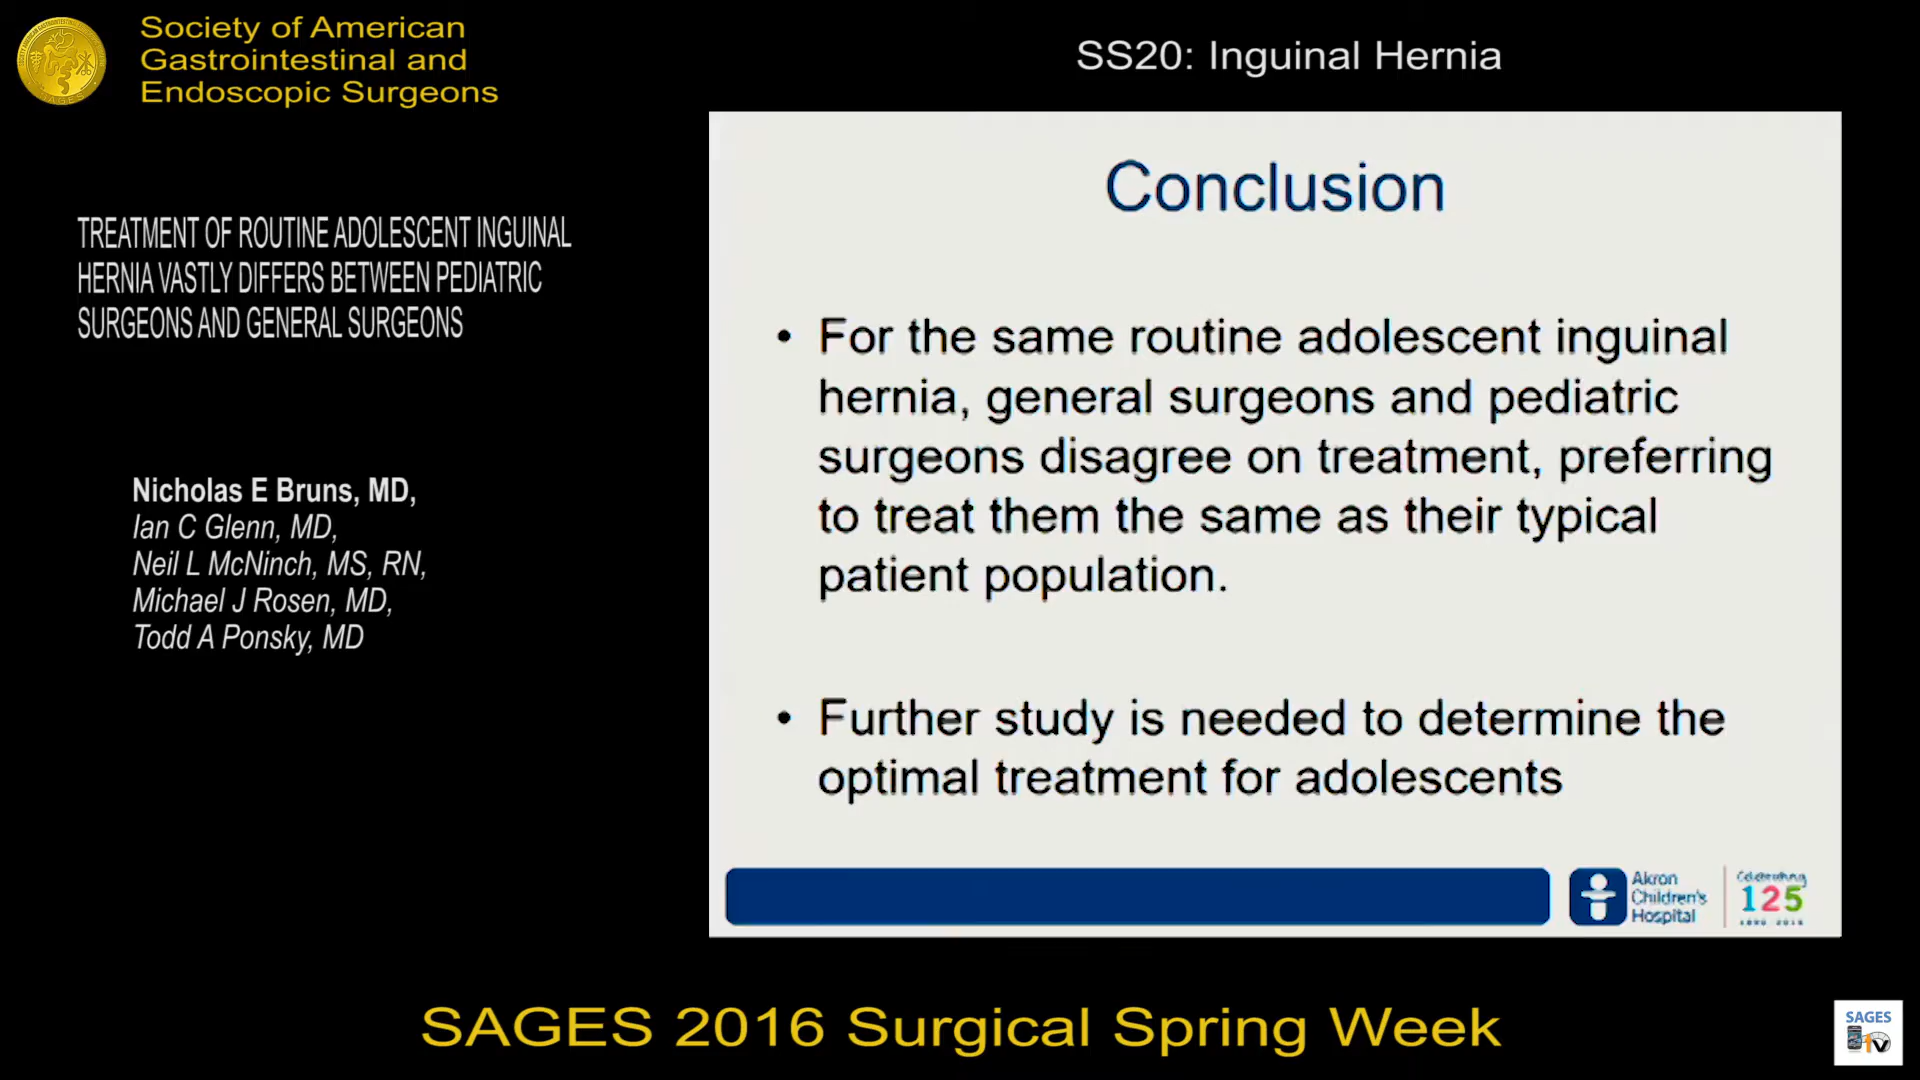 Society of American
Gastrointestinal and
Endoscopic Surgeons
SS20: Inguinal Hernia
TREATMENT OF ROUTINE ADOLESCENT INGUINAL
HERNIA VASTLY DIFFERS BETWEEN PEDIATRIC
SURGEONS AND GENERAL SURGEONS
Nicholas E Bruns, MD,
Ian C Glenn, MD,
Neil L McNinch, MS, RN,
Michael J Rosen, MD,
Todd A Ponsky, MD
Conclusion
• For the same routine adolescent inguinal
hernia, general surgeons and pediatric
surgeons disagree on treatment, preferring
to treat them the same as their typical
patient population.
• Further study is needed to determine the
optimal treatment for adolescents
Akron
Children's
Hospital
Celebrating
125
SAGES 2016 Surgical Spring Week
SAGES
TV